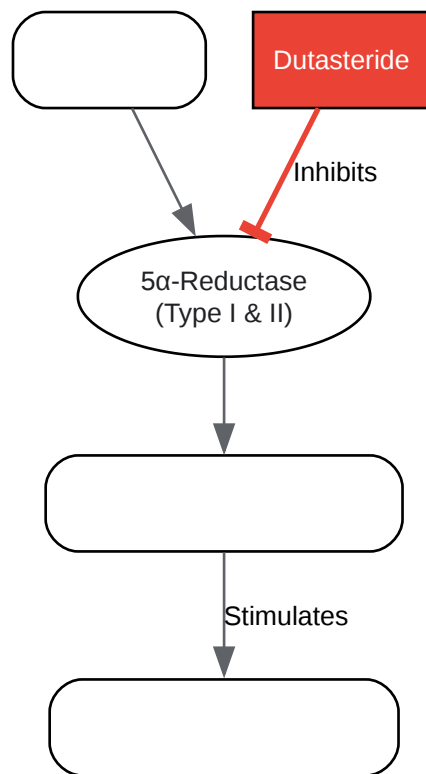 Dutasteride
Inhibits
5α-Reductase
(Type I & II)
Stimulates